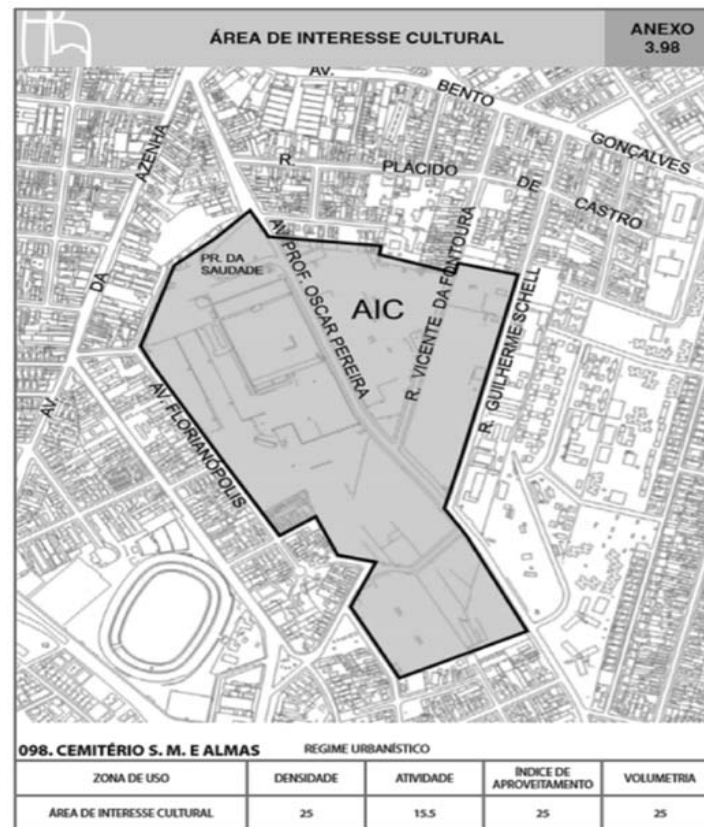 ÁREA DE INTERESSE CULTURAL
ANEXO
3.98
AV.
BENTO
GONÇALVES
AZENHA
R.
PLÁCIDO
DE
CASTRO
PR. DA
SAUDADE
AV. PROF. OSCAR PEREIRA
R. VICENTE DA FONTOURA
AIC
R. GUILHERME SCHELL
DA
AV.
AV. FLORIANÓPOLIS
098. CEMITÉRIO S. M. E ALMAS REGIME URBANÍSTICO
ZONA DE USO DENSIDADE ATIVIDADE ÍNDICE DE APROVEITAMENTO VOLUMETRIA
ÁREA DE INTERESSE CULTURAL 25 15.5 25 25